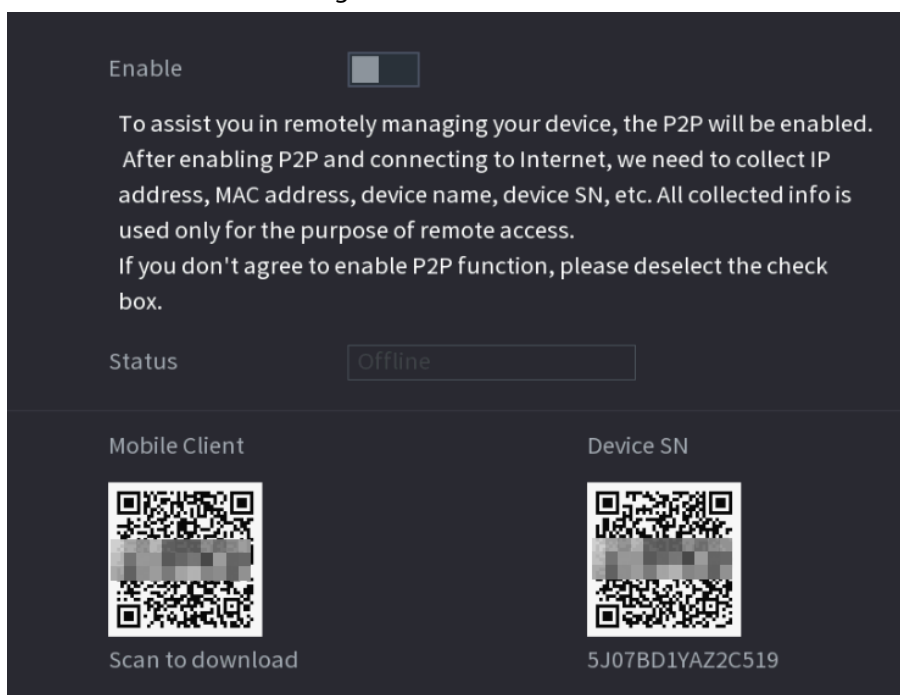 Enable
To assist you in remotely managing your device, the P2P will be enabled.
After enabling P2P and connecting to Internet, we need to collect IP
address, MAC address, device name, device SN, etc. All collected info is
used only for the purpose of remote access.
If you don't agree to enable P2P function, please deselect the check
box.
Status
Offline
Mobile Client
Device SN
Scan to download
5J07BD1YAZ2C519